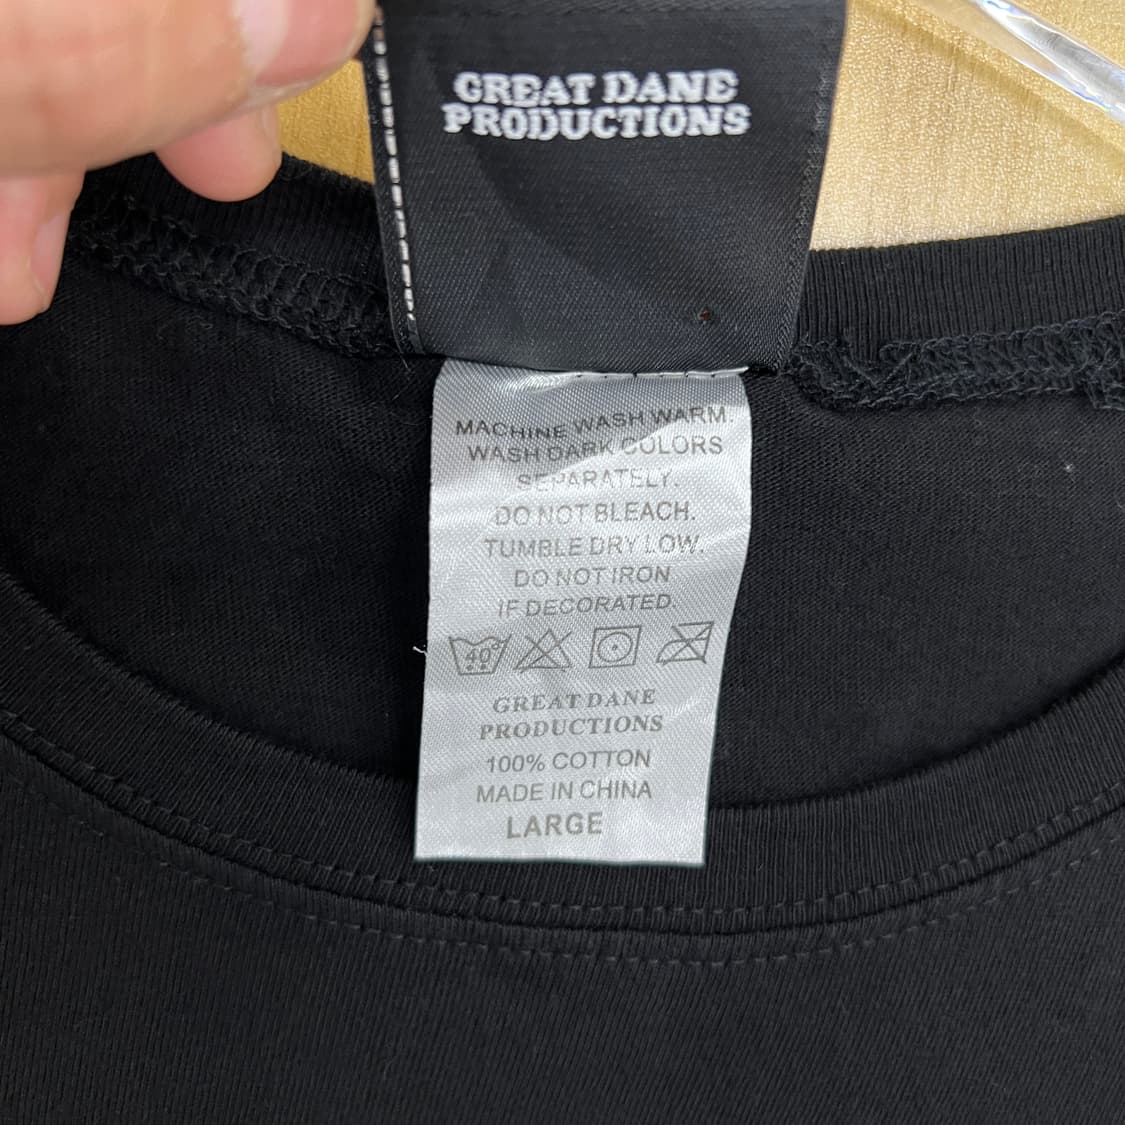 GREAT DANE
PRODUCTIONS
MACHINE WASH WARM.
WASH DARK COLORS
SEPARATELY.
DO NOT BLEACH.
TUMBLE DRY LOW.
DO NOT IRON
IF DECORATED.
40°
GREAT DANE
PRODUCTIONS
100% COTTON
MADE IN CHINA
LARGE